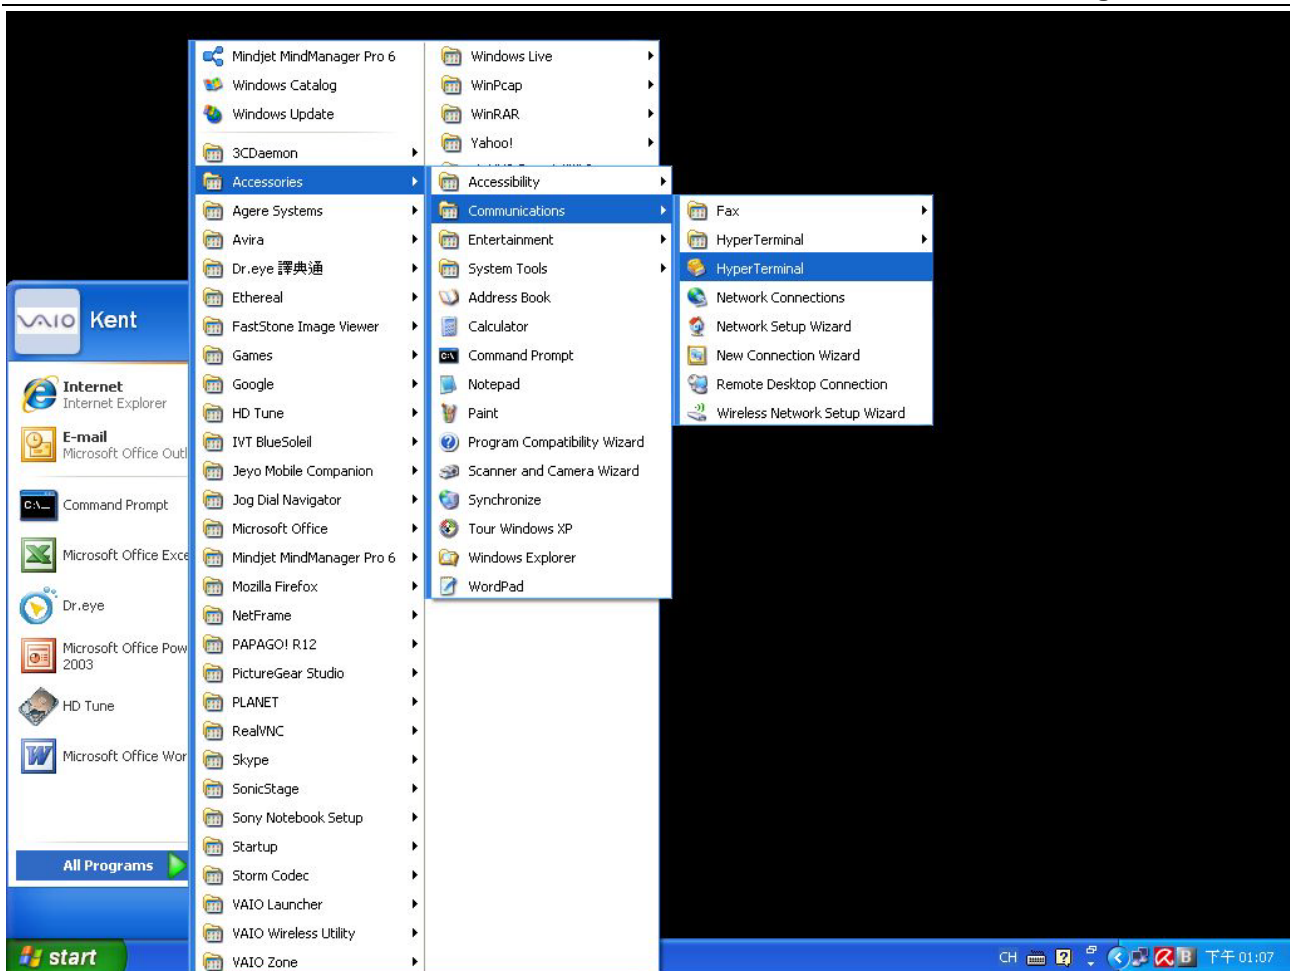 Mindjet MindManager Pro 6
Windows Catalog
Windows Update
3CDaemon
Accessories
Agere Systems
Avira
Dr.eye 譯典通
Ethereal
FastStone Image Viewer
Games
Google
HD Tune
IVT BlueSoleil
Jeyo Mobile Companion
Jog Dial Navigator
Microsoft Office
Mindjet MindManager Pro 6
Mozilla Firefox
NetFrame
PAPAGO! R12
PictureGear Studio
PLANET
RealVNC
Skype
SonicStage
Sony Notebook Setup
Startup
Storm Codec
VAIO Launcher
VAIO Wireless Utility
VAIO Zone
Windows Live
WinPcap
WinRAR
Yahoo!
Accessibility
Communications
Entertainment
System Tools
Address Book
Calculator
Command Prompt
Notepad
Paint
Program Compatibility Wizard
Scanner and Camera Wizard
Synchronize
Tour Windows XP
Windows Explorer
WordPad
Fax
HyperTerminal
HyperTerminal
Network Connections
Network Setup Wizard
New Connection Wizard
Remote Desktop Connection
Wireless Network Setup Wizard
VAIO Kent
Internet
Internet Explorer
E-mail
Microsoft Office Outl
C:\_ Command Prompt
Microsoft Office Exce
Dr.eye
Microsoft Office Pow
2003
HD Tune
Microsoft Office Wor
All Programs
start
CH
下午 01:07